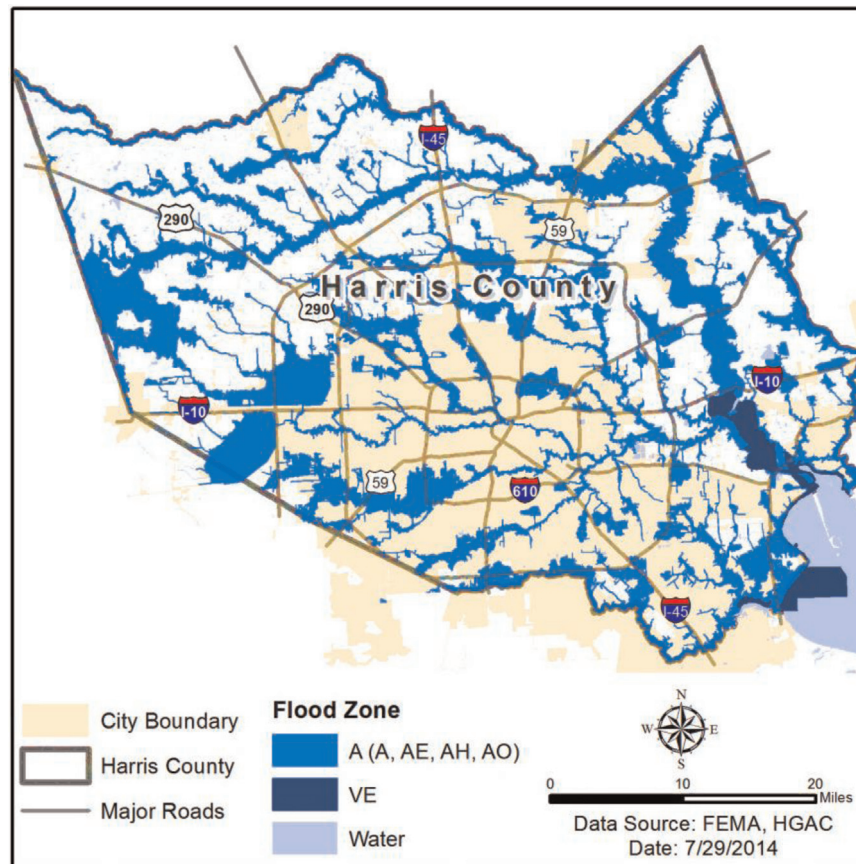 I-45
290
59
Harris County
290
I-10
I-10
59
610
I-45
City Boundary
Harris County
Major Roads
Flood Zone
A (A, AE, AH, AO)
VE
Water
N
W E
S
0 10 20
Miles
Data Source: FEMA, HGAC
Date: 7/29/2014